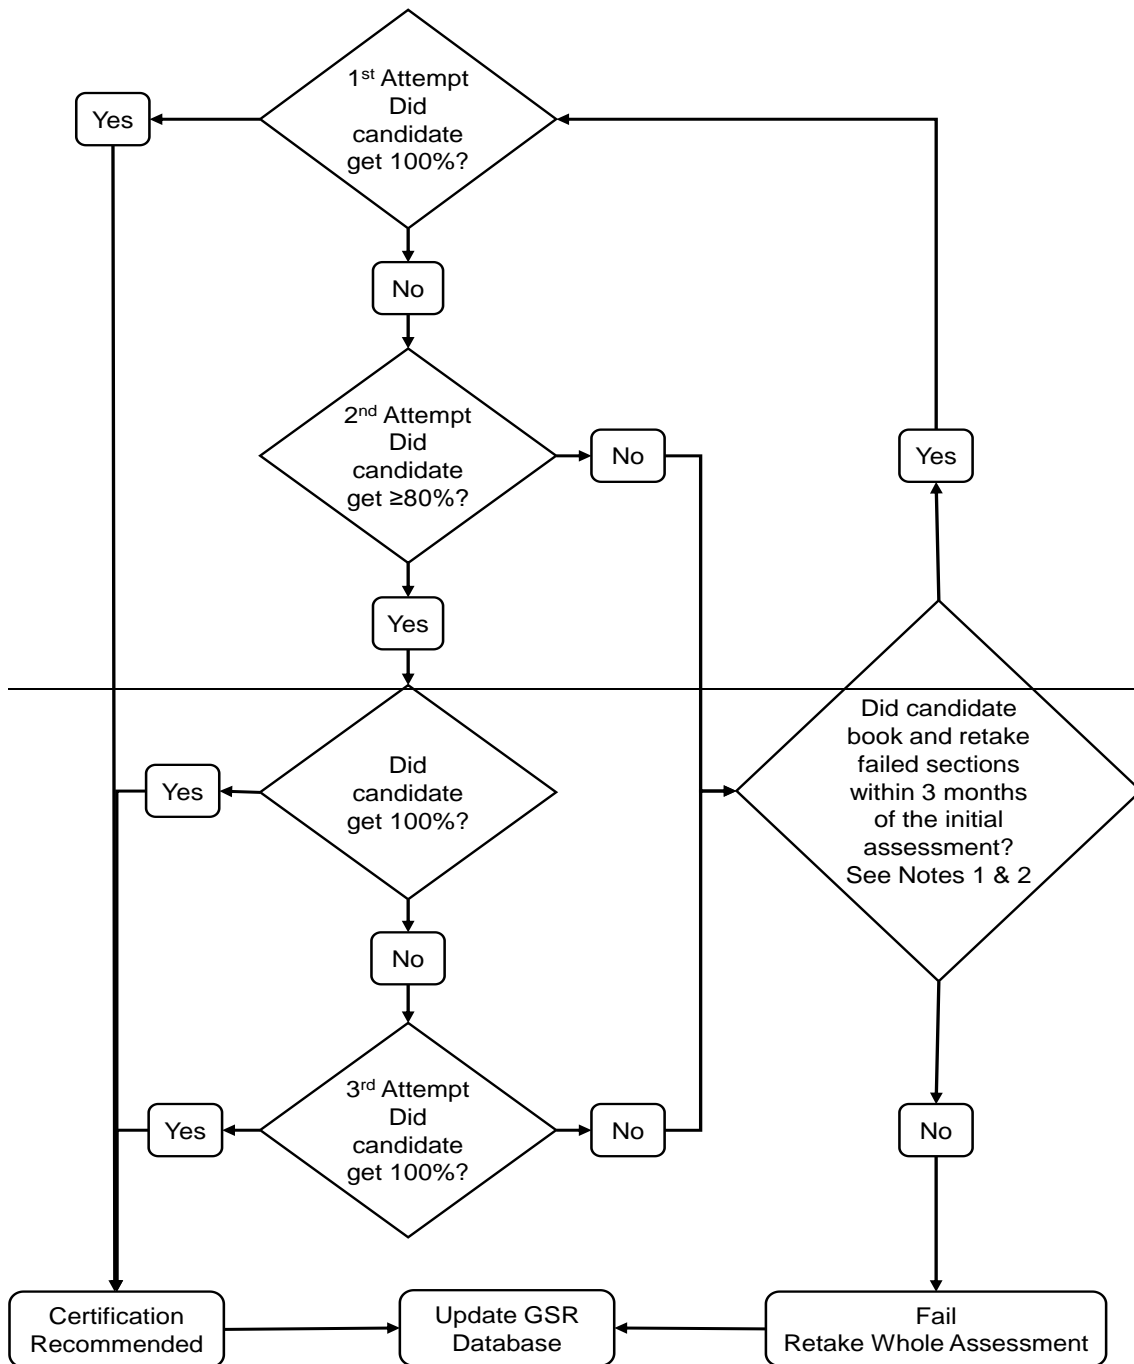 1st Attempt
Did
candidate
get 100%?
Yes
No
2nd Attempt
Did
candidate
get ≥80%?
No
Yes
Yes
Did
candidate
get 100%?
Yes
Did candidate
book and retake
failed sections
within 3 months
of the initial
assessment?
See Notes 1 & 2
No
3rd Attempt
Did
candidate
get 100%?
Yes
No
No
Certification
Recommended
Update GSR
Database
Fail
Retake Whole Assessment